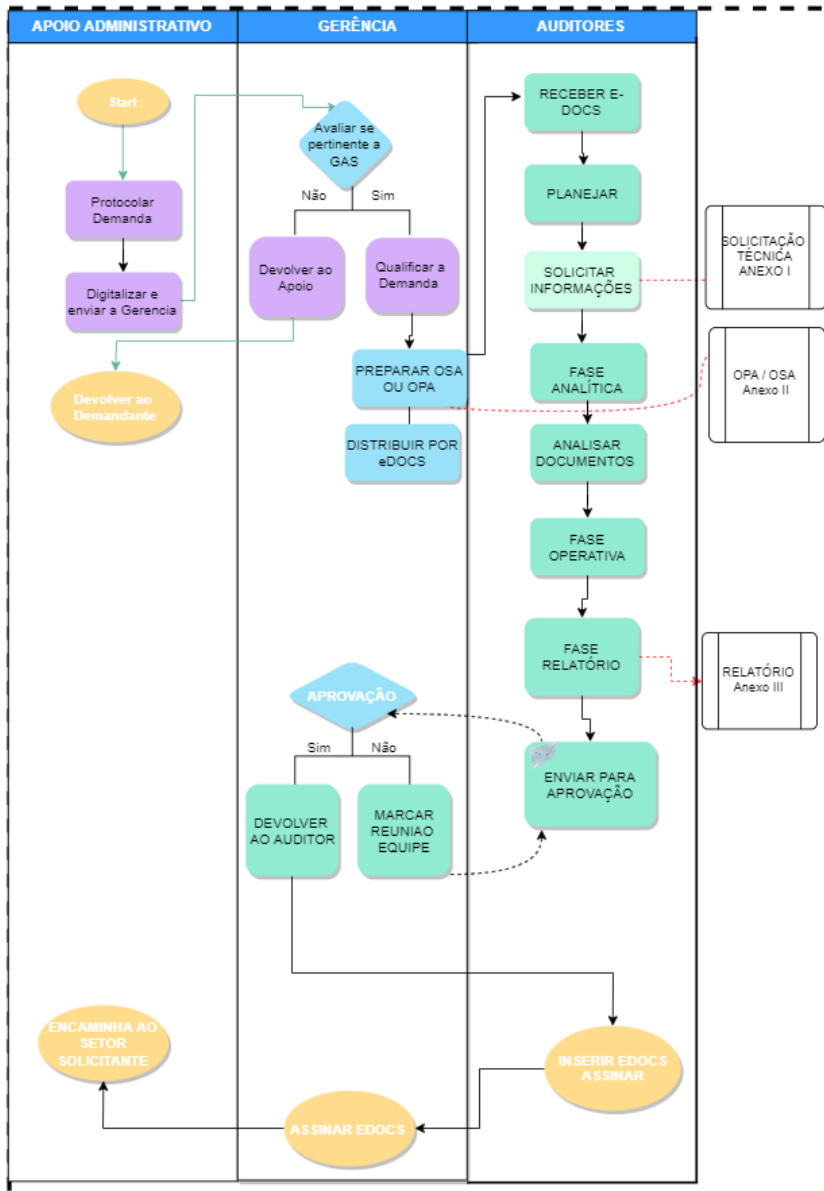 APOIO ADMINISTRATIVO
GERÊNCIA
AUDITORES
Start
Protocolar
Demanda
Digitalizar e
enviar a Gerencia
Devolver ao
Demandante
Avaliar se
pertinente a
GAS
Não
Sim
Devolver ao
Apoio
Qualificar a
Demanda
PREPARAR OSA
OU OPA
DISTRIBUIR POR
eDOCS
RECEBER E-
DOCS
PLANEJAR
SOLICITAR
INFORMAÇÕES
FASE
ANALÍTICA
ANALISAR
DOCUMENTOS
FASE
OPERATIVA
FASE
RELATÓRIO
ENVIAR PARA
APROVAÇÃO
SOLICITAÇÃO
TÉCNICA
ANEXO I
OPA / OSA
Anexo II
RELATÓRIO
Anexo III
APROVAÇÃO
Sim
Não
DEVOLVER
AO AUDITOR
MARCAR
REUNIAO
EQUIPE
INSERIR EDOCS
ASSINAR
ASSINAR EDOCS
ENCAMINHA AO
SETOR
SOLICITANTE